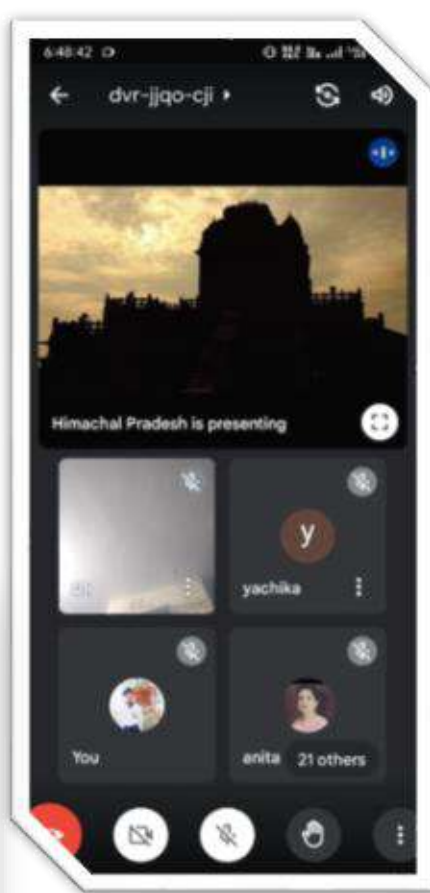 6:48:42
dvr-jjqo-cji
Himachal Pradesh is presenting
y
yachika
You
anita
21 others